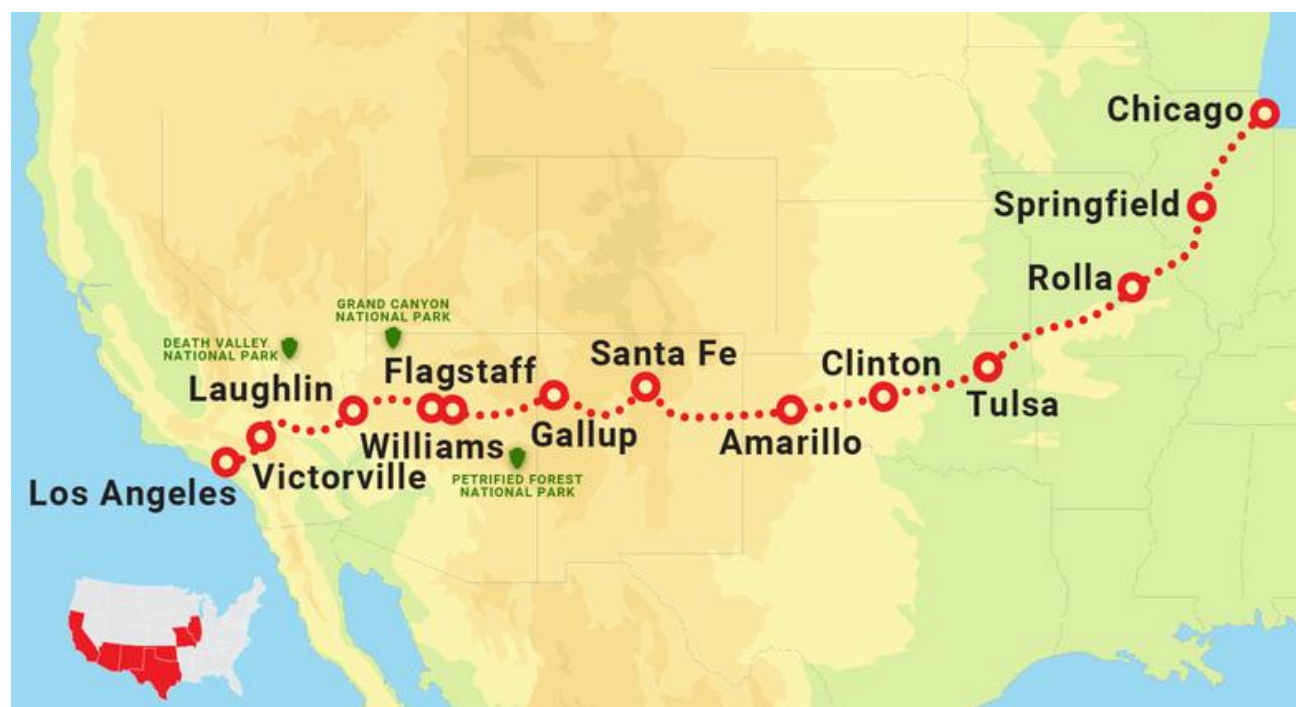 Chicago
Springfield
Rolla
GRAND CANYON
NATIONAL PARK
DEATH VALLEY
NATIONAL PARK
Santa Fe
Clinton
Flagstaff
Laughlin
Tulsa
Gallup
Amarillo
Williams
Victorville
PETRIFIED FOREST
NATIONAL PARK
Los Angeles